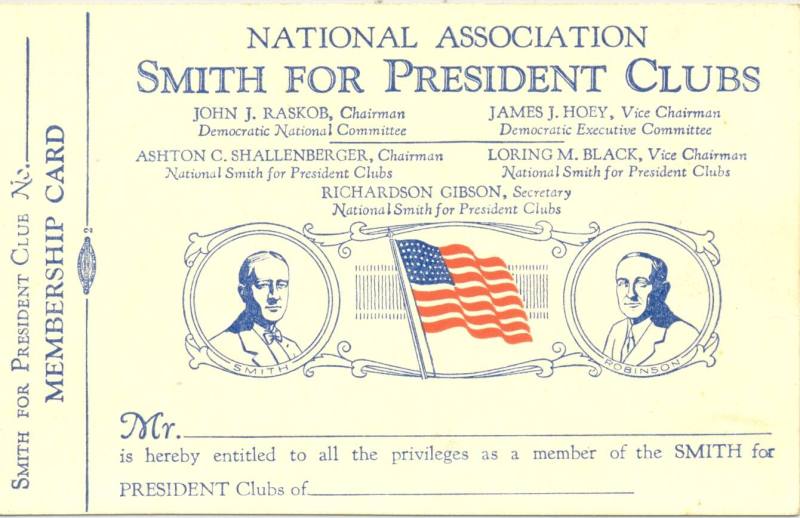 SMITH FOR PRESIDENT CLUB No.
MEMBERSHIP CARD
2
NATIONAL ASSOCIATION
SMITH FOR PRESIDENT CLUBS
JOHN J. RASKOB, Chairman
Democratic National Committee
JAMES J. HOEY, Vice Chairman
Democratic Executive Committee
ASHTON C. SHALLENBERGER, Chairman
National Smith for President Clubs
LORING M. BLACK, Vice Chairman
National Smith for President Clubs
RICHARDSON GIBSON, Secretary
National Smith for President Clubs
SMITH
ROBINSON
Mr.
is hereby entitled to all the privileges as a member of the SMITH for
PRESIDENT Clubs of